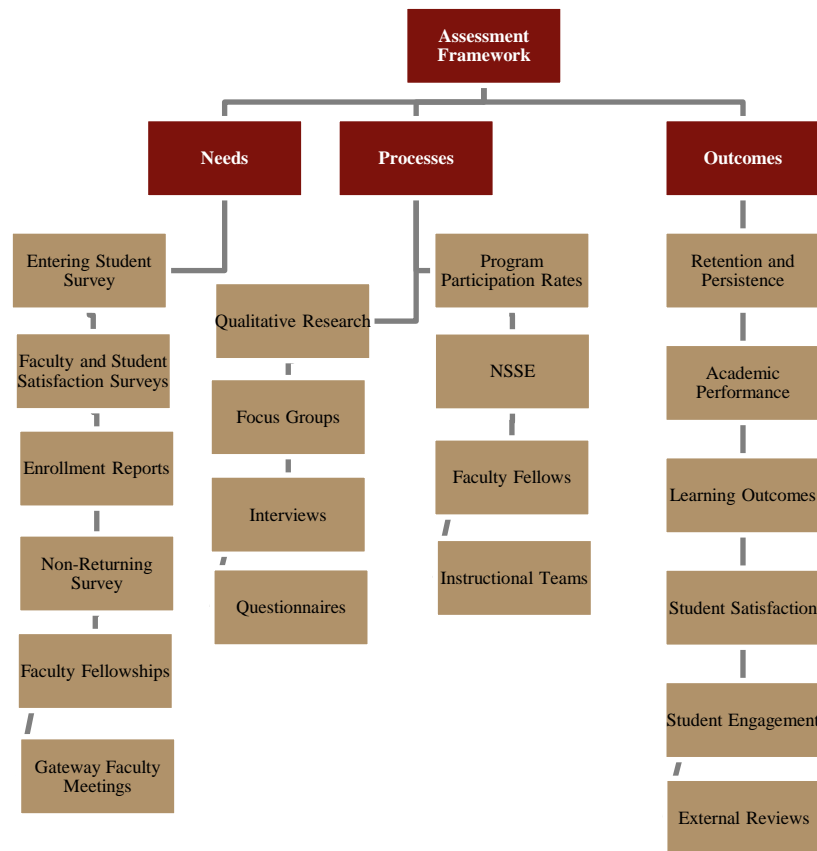 Assessment
Framework
Needs
Processes
Outcomes
Entering Student
Survey
Faculty and Student
Satisfaction Surveys
Enrollment Reports
Non-Returning
Survey
Faculty Fellowships
Gateway Faculty
Meetings
Qualitative Research
Focus Groups
Interviews
Questionnaires
Program
Participation Rates
NSSE
Faculty Fellows
Instructional Teams
Retention and
Persistence
Academic
Performance
Learning Outcomes
Student Satisfaction
Student Engagement
External Reviews